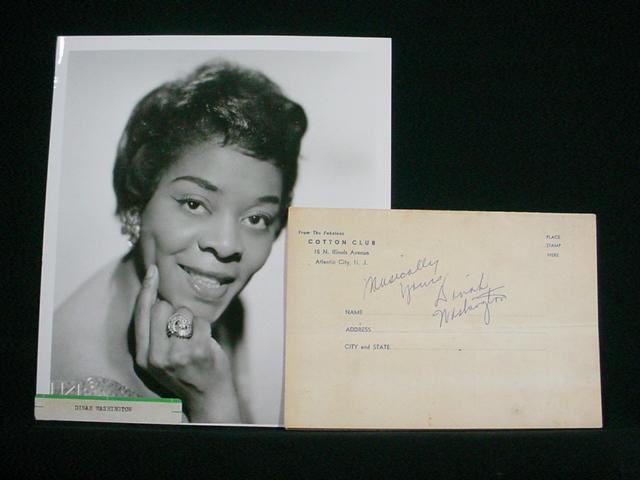 DINAH WASHINGTON
From The Fabulous
COTTON CLUB
15 N. Illinois Avenue
Atlantic City, N. J.
PLACE
STAMP
HERE
Musically
Yours
Dinah
Washington
NAME
ADDRESS
CITY and STATE